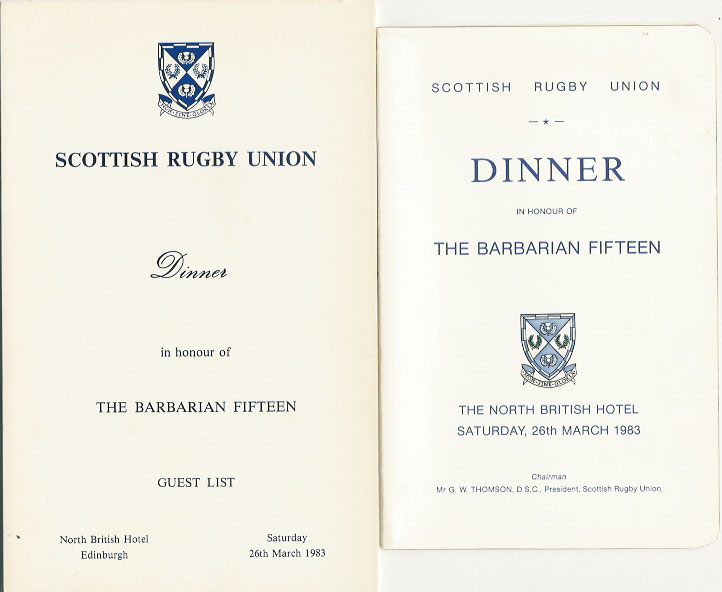 SCOTTISH RUGBY UNION
Dinner
in honour of
THE BARBARIAN FIFTEEN
GUEST LIST
North British Hotel
Edinburgh
Saturday
26th March 1983
SCOTTISH RUGBY UNION
DINNER
IN HONOUR OF
THE BARBARIAN FIFTEEN
THE NORTH BRITISH HOTEL
SATURDAY, 26th MARCH 1983
Chairman
Mr G. W. THOMSON, D.S.C., President, Scottish Rugby Union,